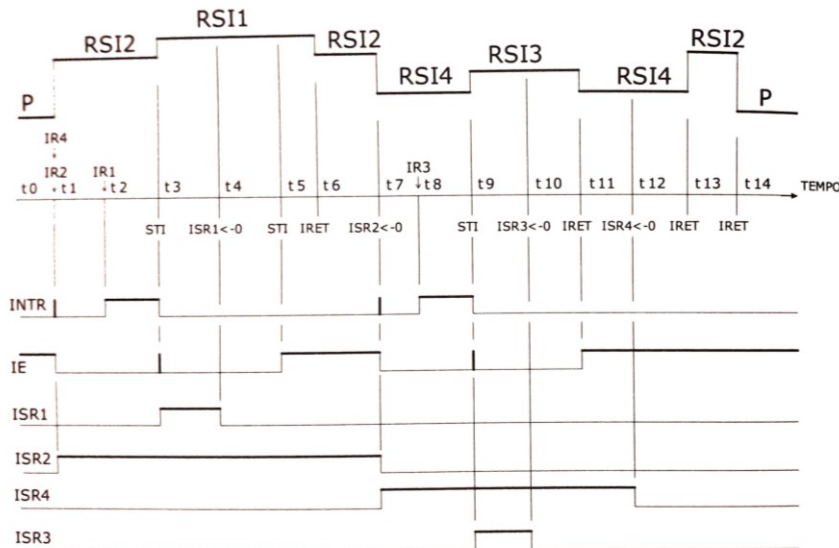 RSI1
RSI2 RSI2 RSI3 RSI2
RSI4 RSI4
P P
IR4
IR2 IR1 IR3
t0 t1 t2 t3 t4 t5 t6 t7 t8 t9 t10 t11 t12 t13 t14 TEMPO
STI ISR1<-0 STI IRET ISR2<-0 STI ISR3<-0 IRET ISR4<-0 IRET IRET
INTR
IE
ISR1
ISR2
ISR4
ISR3